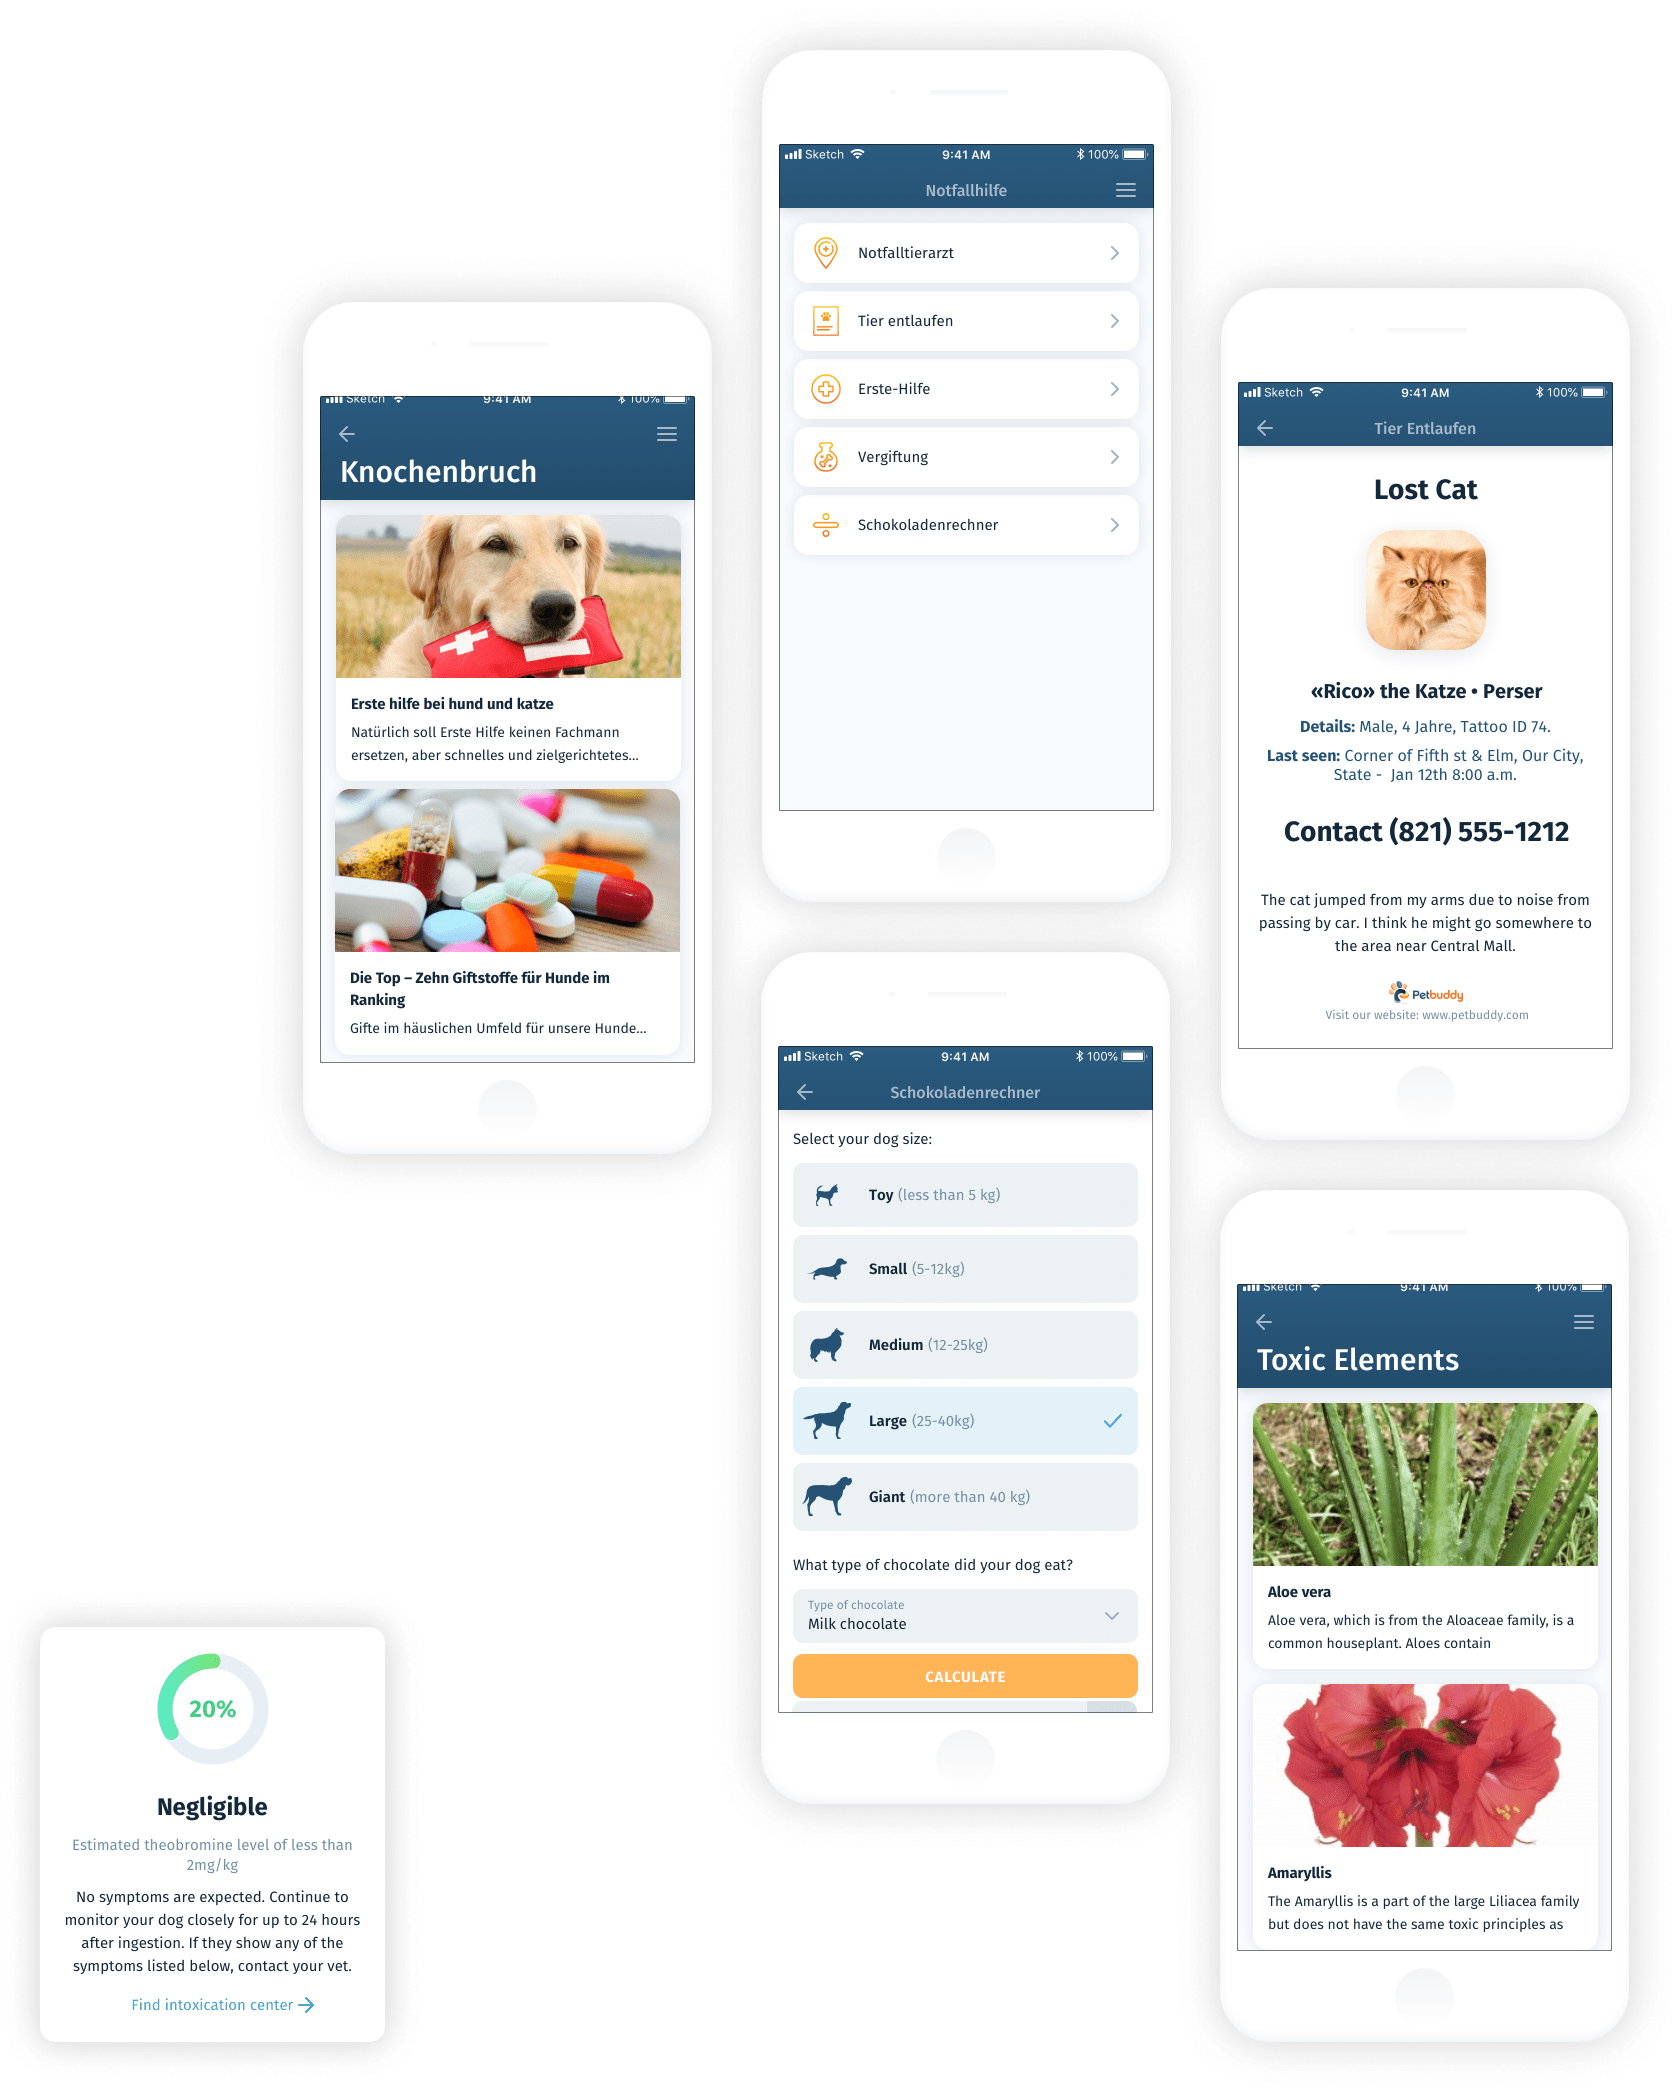 Sketch 9:41 AM 100%
Notfallhilfe
Notfalltierarzt
Tier entlaufen
Erste-Hilfe
Vergiftung
Schokoladenrechner
Sketch 9:41 AM 100%
Knochenbruch
Erste hilfe bei hund und katze
Natürlich soll Erste Hilfe keinen Fachmann
ersetzen, aber schnelles und zielgerichtetes...
Die Top – Zehn Giftstoffe für Hunde im
Ranking
Gifte im häuslichen Umfeld für unsere Hunde...
Sketch 9:41 AM 100%
Tier Entlaufen
Lost Cat
«Rico» the Katze • Perser
Details: Male, 4 Jahre, Tattoo ID 74.
Last seen: Corner of Fifth st & Elm, Our City,
State - Jan 12th 8:00 a.m.
Contact (821) 555-1212
The cat jumped from my arms due to noise from
passing by car. I think he might go somewhere to
the area near Central Mall.
Petbuddy
Visit our website: www.petbuddy.com
Sketch 9:41 AM 100%
Schokoladenrechner
Select your dog size:
Toy (less than 5 kg)
Small (5-12kg)
Medium (12-25kg)
Large (25-40kg)
Giant (more than 40 kg)
What type of chocolate did your dog eat?
Type of chocolate
Milk chocolate
CALCULATE
Sketch 9:41 AM 100%
Toxic Elements
Aloe vera
Aloe vera, which is from the Aloaceae family, is a
common houseplant. Aloes contain
Amaryllis
The Amaryllis is a part of the large Liliacea family
but does not have the same toxic principles as
20%
Negligible
Estimated theobromine level of less than
2mg/kg
No symptoms are expected. Continue to
monitor your dog closely for up to 24 hours
after ingestion. If they show any of the
symptoms listed below, contact your vet.
Find intoxication center